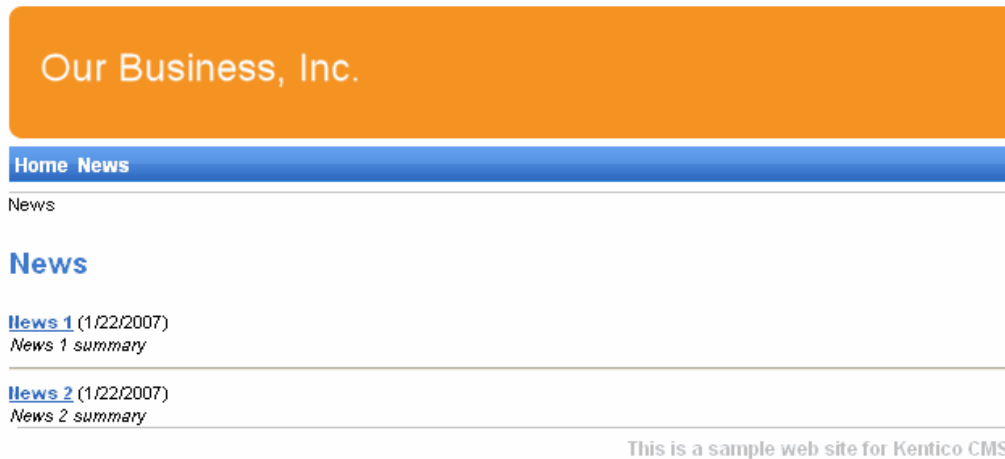 Our Business, Inc.
Home News
News
News
News 1 (1/22/2007)
News 1 summary
News 2 (1/22/2007)
News 2 summary
This is a sample web site for Kentico CMS